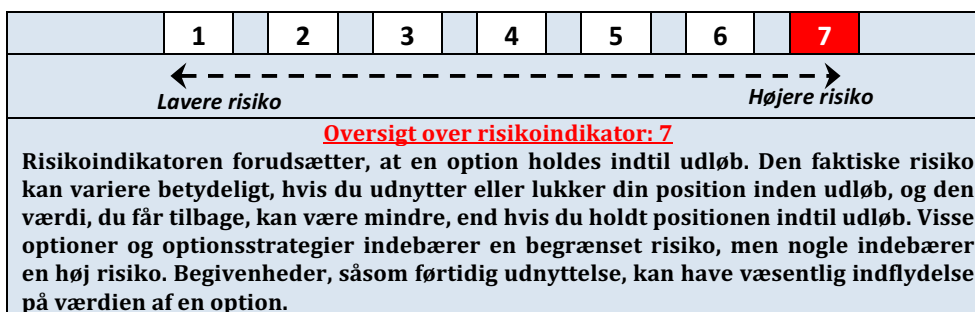 1 2 3 4 5 6 7
Lavere risiko Højere risiko
Oversigt over risikoindikator: 7
Risikoindikatoren forudsætter, at en option holdes indtil udløb. Den faktiske risiko
kan variere betydeligt, hvis du udnytter eller lukker din position inden udløb, og den
værdi, du får tilbage, kan være mindre, end hvis du holdt positionen indtil udløb. Visse
optioner og optionsstrategier indebærer en begrænset risiko, men nogle indebærer
en høj risiko. Begivenheder, såsom førtidig udnyttelse, kan have væsentlig indflydelse
på værdien af en option.